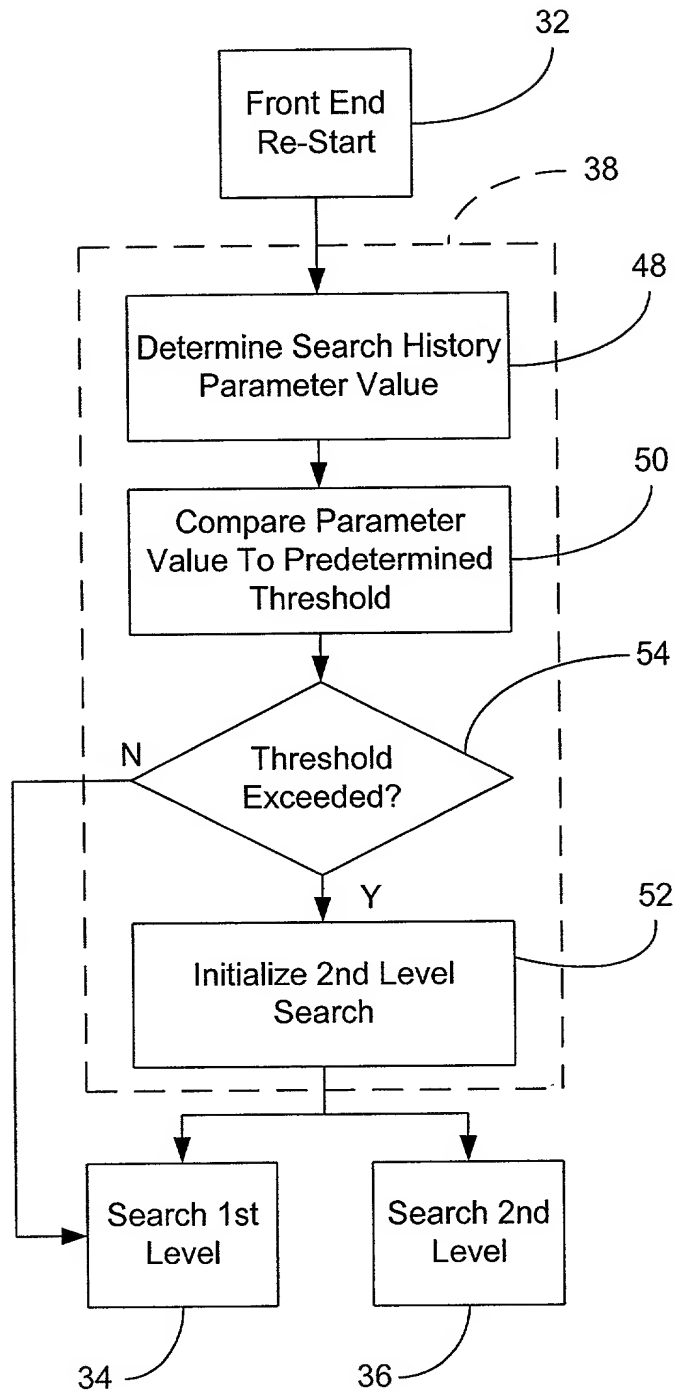 32
Front End
Re-Start
38
48
Determine Search History
Parameter Value
50
Compare Parameter
Value To Predetermined
Threshold
54
N
Threshold
Exceeded?
Y
52
Initialize 2nd Level
Search
Search 1st
Level
Search 2nd
Level
34
36